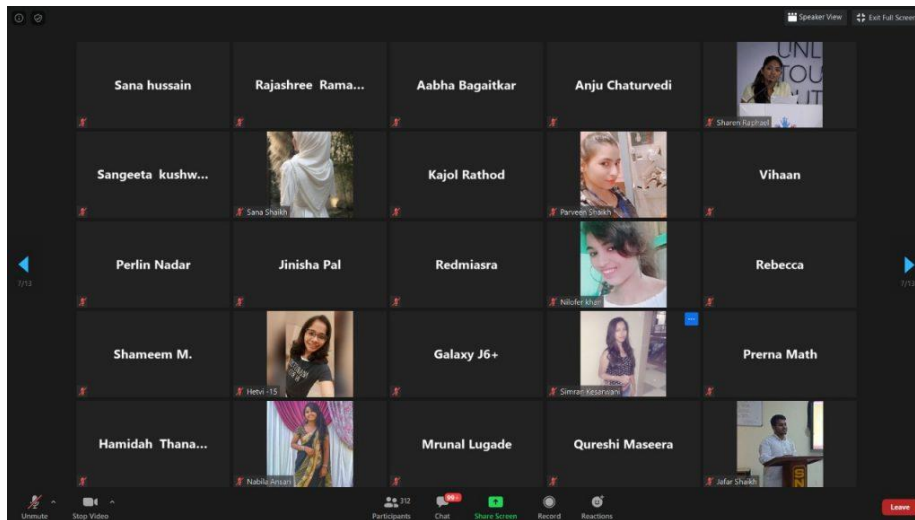 Speaker View
Exit Full Screen
Sana hussain
Rajashree Rama...
Aabha Bagaitkar
Anju Chaturvedi
UNL
TOU
UT
Sharen Raphael
Sangeeta kushw...
Sana Shaikh
Kajol Rathod
Parveen Shaikh
Vihaan
7/13
Perlin Nadar
Jinisha Pal
Redmiasra
Nilofer khan
Rebecca
7/13
Shameem M.
Hetvi -15
Galaxy J6+
Simran Kesarwani
Prerna Math
Hamidah Thana...
Nabila Ansari
Mrunal Lugade
Qureshi Maseera
Jafar Shaikh
Unmute
Stop Video
312
Participants
99+
Chat
Share Screen
Record
Reactions
Leave